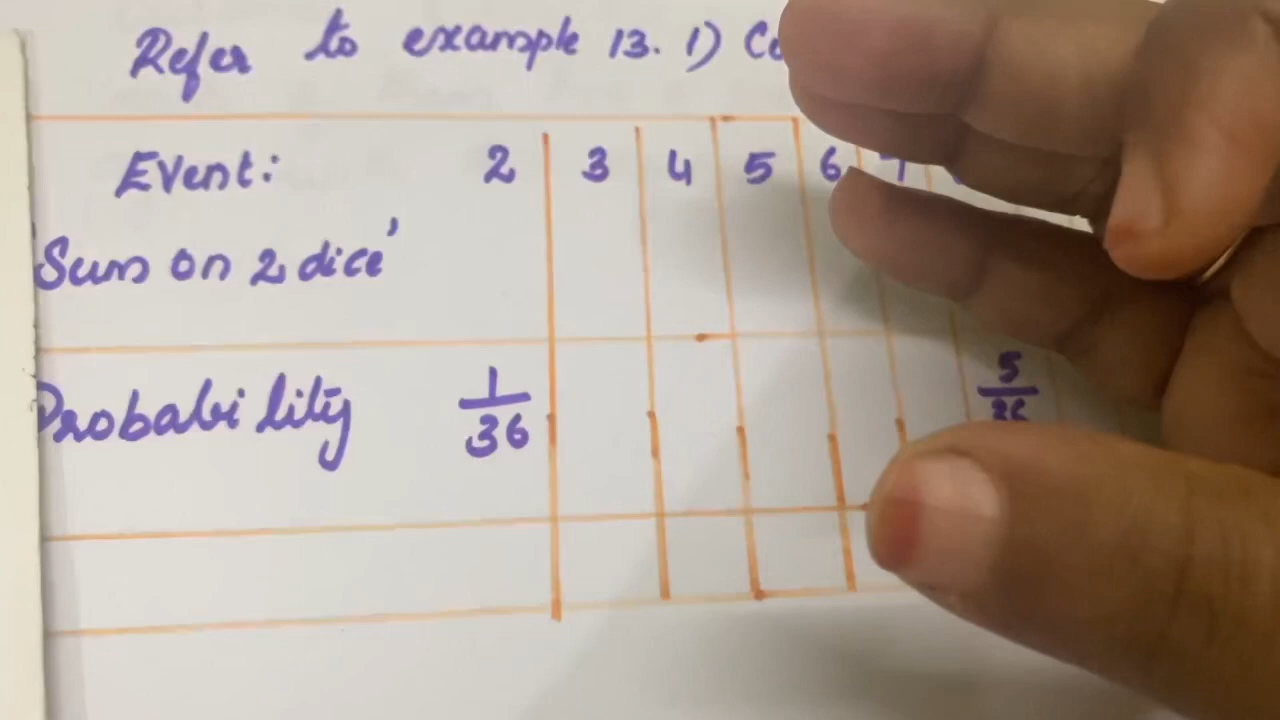 Refer to example 13. 1)
Event: 2 3 4 5 6 7
'Sum on 2 dice'
Probability 1/36 5/36